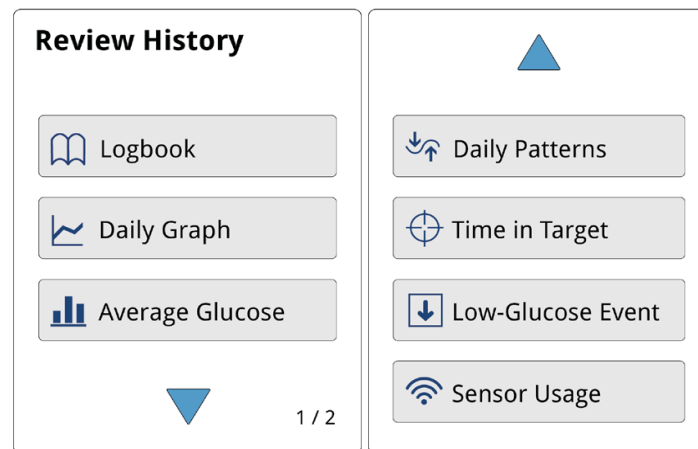 Review History
Logbook
Daily Graph
Average Glucose
1 / 2
Daily Patterns
Time in Target
Low-Glucose Event
Sensor Usage